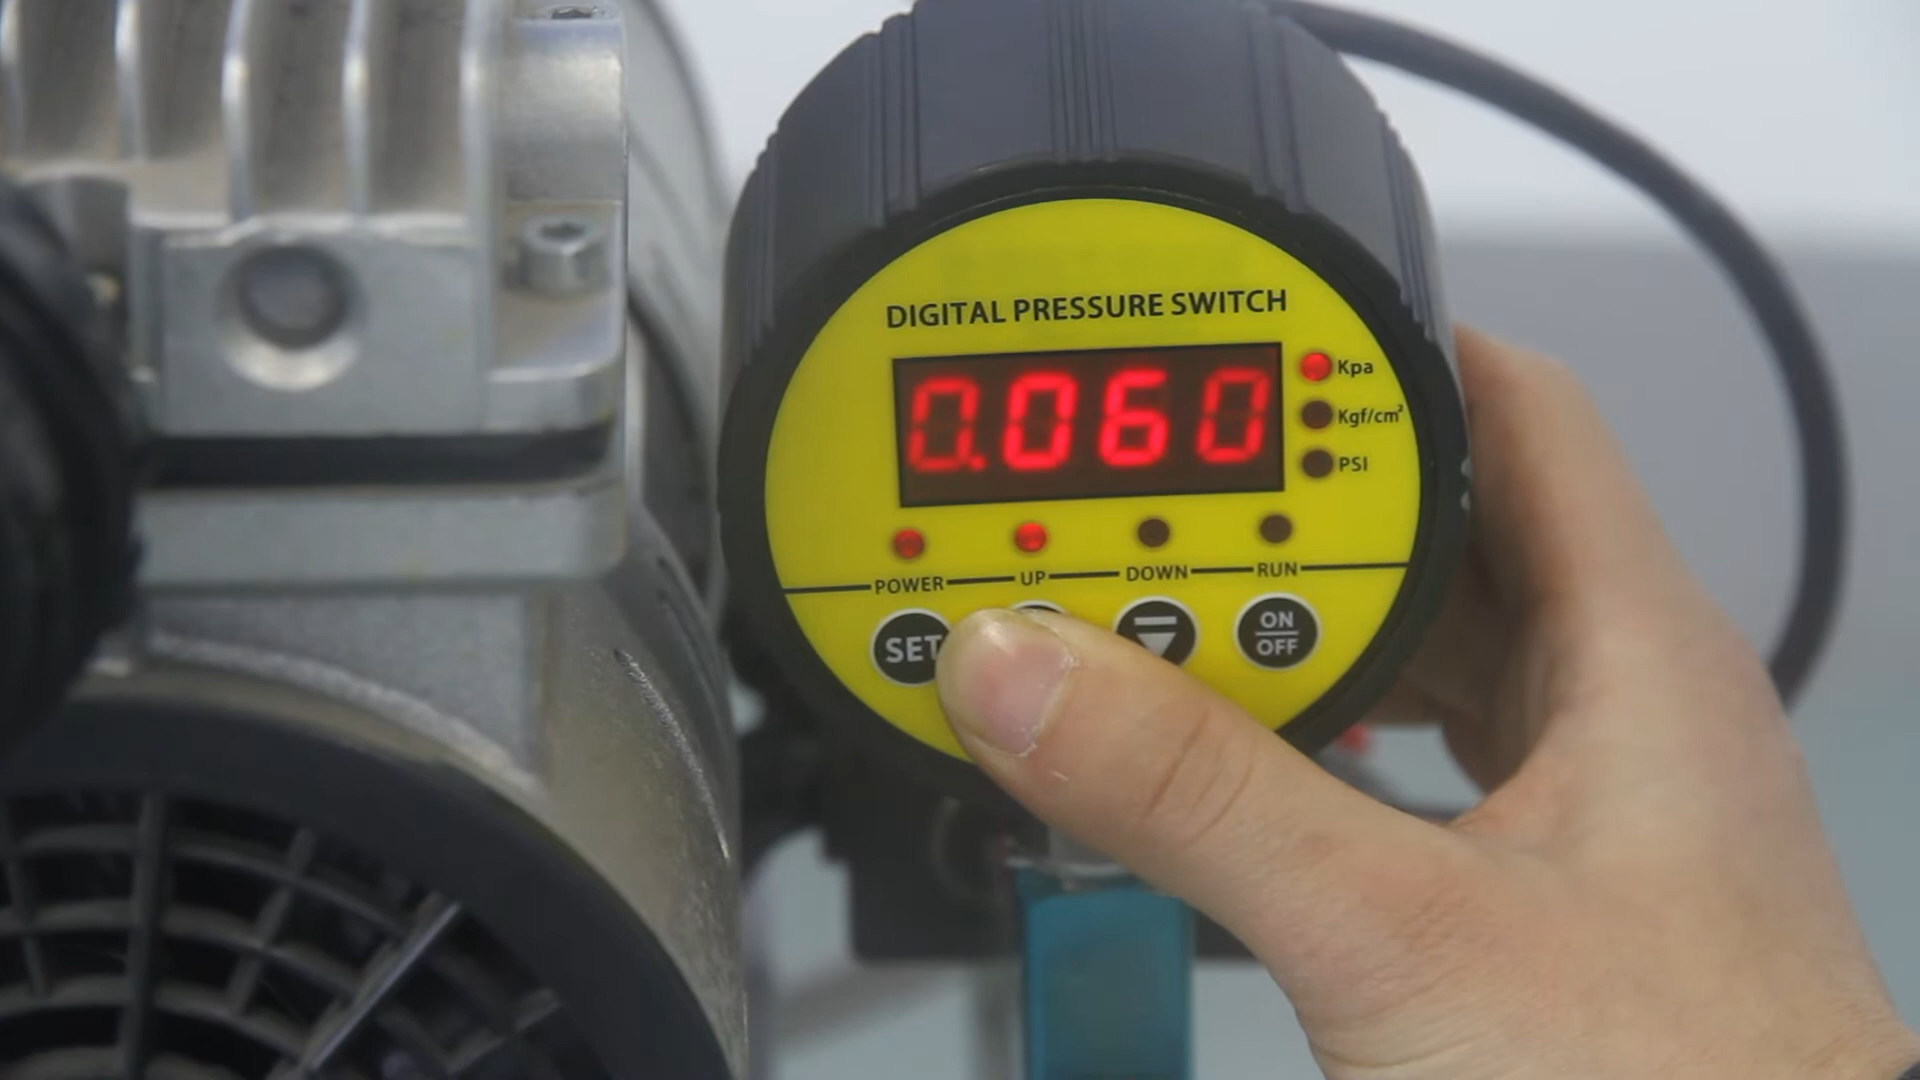 DIGITAL PRESSURE SWITCH
0.060
Kpa
Kgf/cm²
PSI
POWER UP DOWN RUN
SET ON
OFF